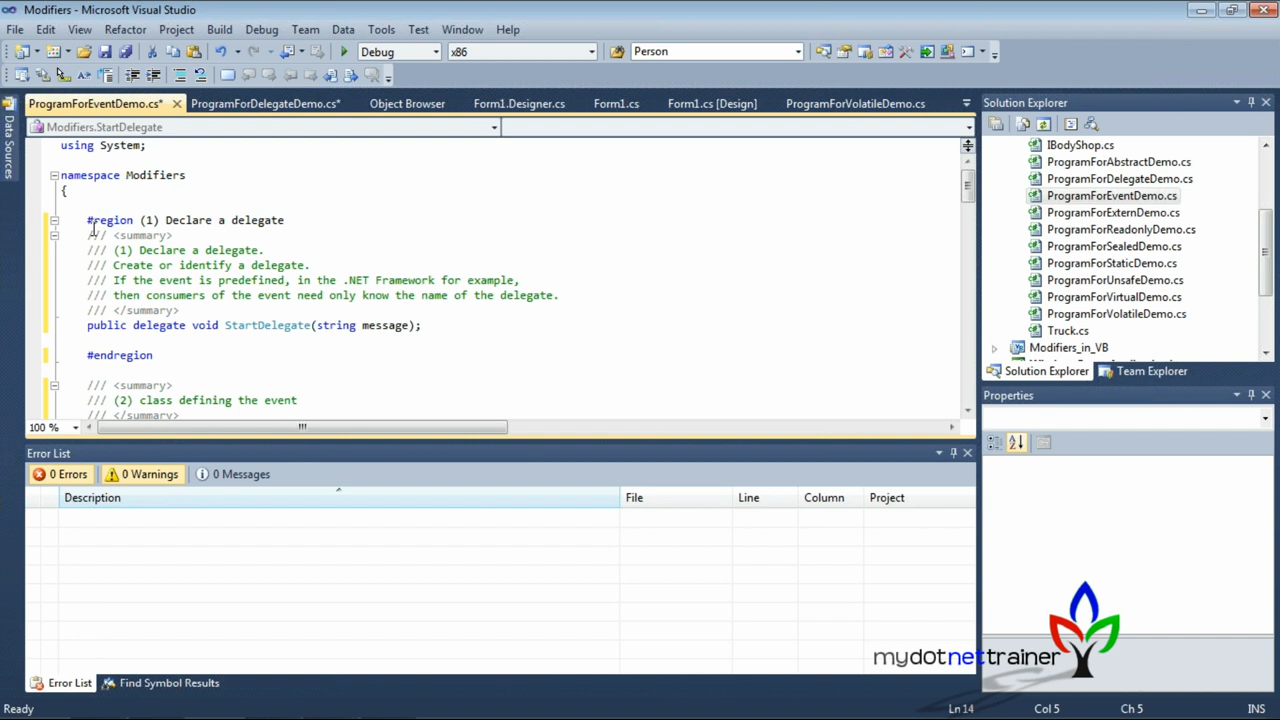 Modifiers - Microsoft Visual Studio
File Edit View Refactor Project Build Debug Team Data Tools Test Window Help
Debug x86 Person
ProgramForEventDemo.cs* ProgramForDelegateDemo.cs* Object Browser Form1.Designer.cs Form1.cs Form1.cs [Design] ProgramForVolatileDemo.cs
Data Sources
Modifiers.StartDelegate
using System;
namespace Modifiers
{
#region (1) Declare a delegate
/// <summary>
/// (1) Declare a delegate.
/// Create or identify a delegate.
/// If the event is predefined, in the .NET Framework for example,
/// then consumers of the event need only know the name of the delegate.
/// </summary>
public delegate void StartDelegate(string message);
#endregion
/// <summary>
/// (2) class defining the event
/// </summary>
100 %
Solution Explorer
IBodyShop.cs
ProgramForAbstractDemo.cs
ProgramForDelegateDemo.cs
ProgramForEventDemo.cs
ProgramForExternDemo.cs
ProgramForReadonlyDemo.cs
ProgramForSealedDemo.cs
ProgramForStaticDemo.cs
ProgramForUnsafeDemo.cs
ProgramForVirtualDemo.cs
ProgramForVolatileDemo.cs
Truck.cs
Modifiers_in_VB
Solution Explorer Team Explorer
Properties
Error List
0 Errors 0 Warnings 0 Messages
Description File Line Column Project
mydotnettrainer
Error List Find Symbol Results
Ready Ln 14 Col 5 Ch 5 INS